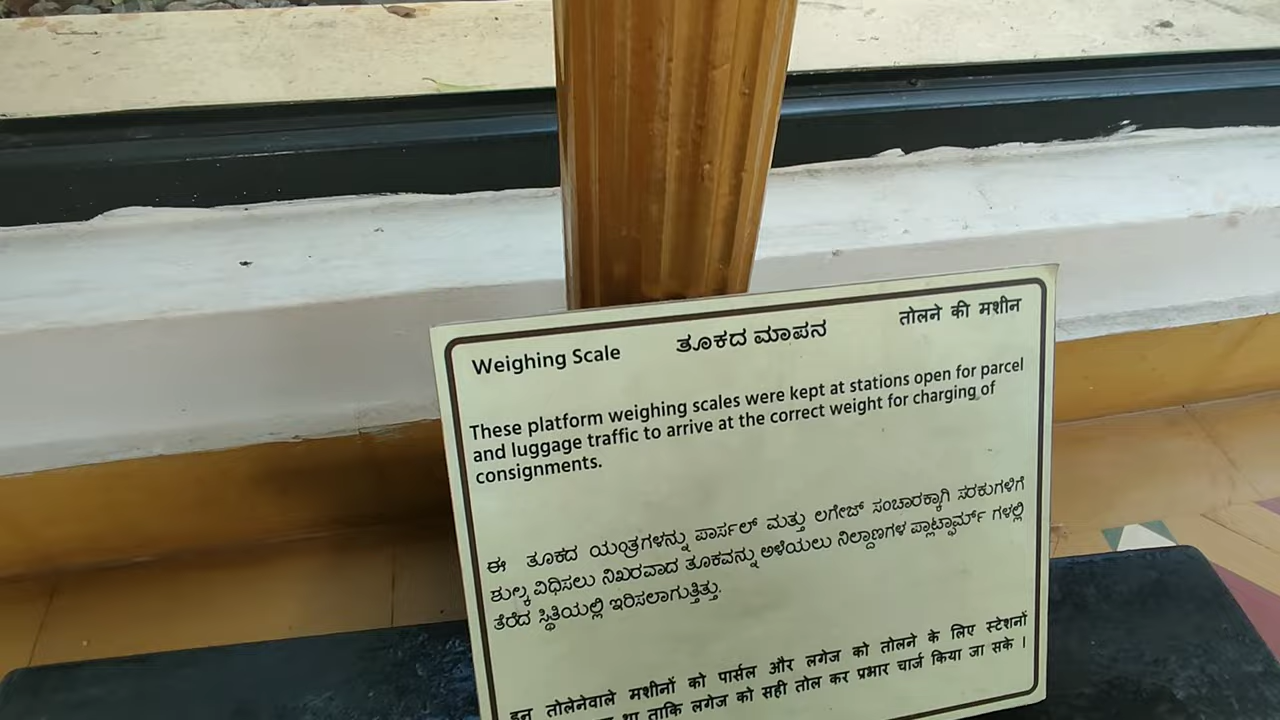 Weighing Scale ತೂಕದ ಮಾಪನ तोलने की मशीन
These platform weighing scales were kept at stations open for parcel
and luggage traffic to arrive at the correct weight for charging of
consignments.
ಈ ತೂಕದ ಯಂತ್ರಗಳನ್ನು ಪಾರ್ಸಲ್ ಮತ್ತು ಲಗೇಜ್ ಸಂಚಾರಕ್ಕಾಗಿ ಸರಕುಗಳಿಗೆ
ಶುಲ್ಕ ವಿಧಿಸಲು ನಿಖರವಾದ ತೂಕವನ್ನು ಅಳೆಯಲು ನಿಲ್ದಾಣಗಳ ಪ್ಲಾಟ್ಫಾರ್ಮ್ ಗಳಲ್ಲಿ
ತೆರೆದ ಸ್ಥಿತಿಯಲ್ಲಿ ಇರಿಸಲಾಗುತ್ತಿತ್ತು.
इन तोलेनेवाले मशीनों को पार्सल और लगेज को तोलने के लिए स्टेशनों
था ताकि लगेज को सही तोल कर प्रभार चार्ज किया जा सके ।